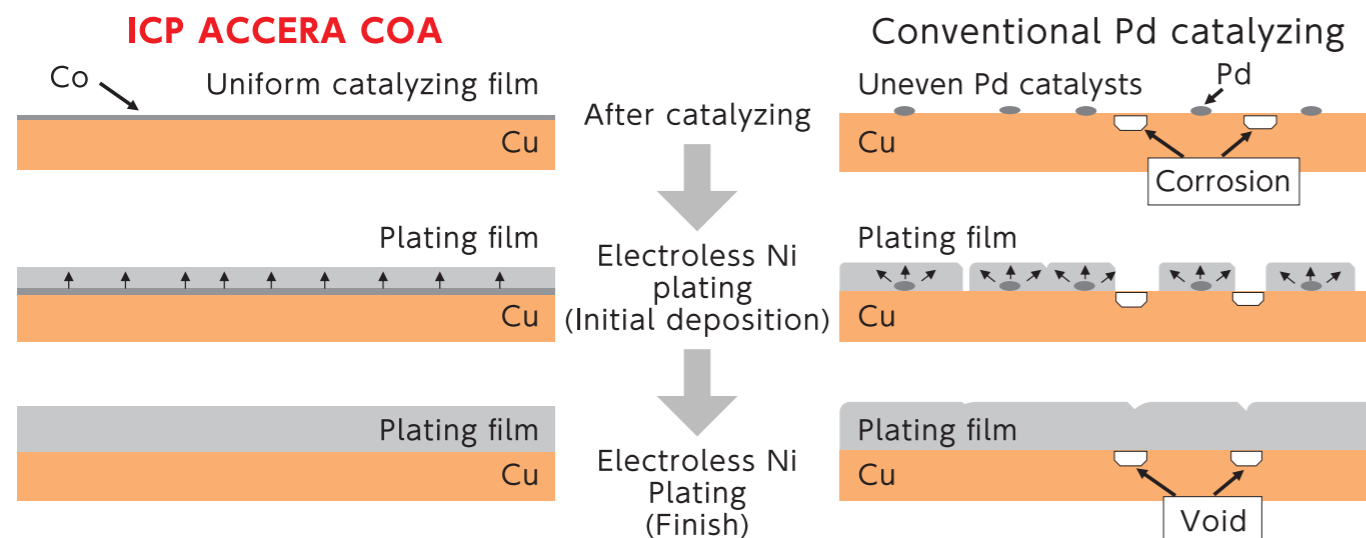 ICP ACCERA COA
Conventional Pd catalyzing
Co
Uniform catalyzing film
Cu
After catalyzing
Uneven Pd catalysts
Pd
Cu
Corrosion
Plating film
Cu
Electroless Ni
plating
(Initial deposition)
Plating film
Cu
Plating film
Cu
Electroless Ni
Plating
(Finish)
Plating film
Cu
Void